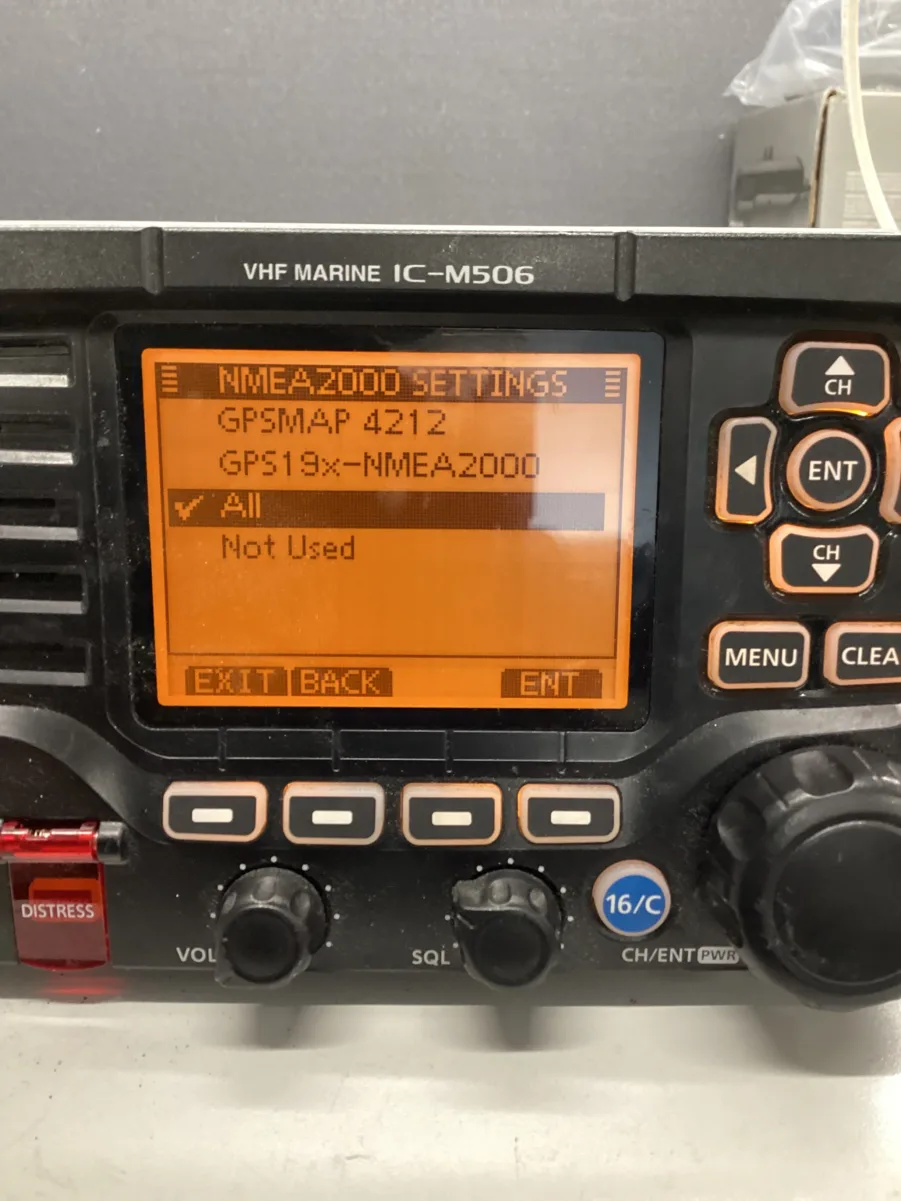 VHF MARINE IC-M506
NMEA2000 SETTINGS
GPSMAP 4212
GPS19x-NMEA2000
All
Not Used
EXIT BACK ENT
CH
ENT
CH
MENU CLEA
DISTRESS
VOL SQL
16/C
CH/ENT PWR